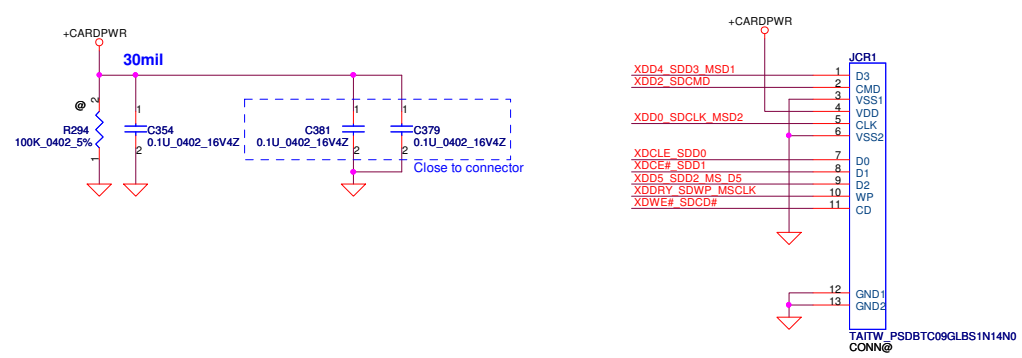 +CARDPWR
30mil
@
2
1
R294
100K_0402_5%
1
C354
0.1U_0402_16V4Z
2
1
C381
0.1U_0402_16V4Z
2
1
C379
0.1U_0402_16V4Z
2
Close to connector
+CARDPWR
JCR1
XDD4_SDD3_MSD1 1 D3
XDD2_SDCMD 2 CMD
3 VSS1
4 VDD
XDD0_SDCLK_MSD2 5 CLK
6 VSS2
XDCLE_SDD0 7 D0
XDCE#_SDD1 8 D1
XDD5_SDD2_MS_D5 9 D2
XDDRY_SDWP_MSCLK 10 WP
XDWE#_SDCD# 11 CD
12 GND1
13 GND2
TAITW_PSDBTC09GLBS1N14N0
CONN@